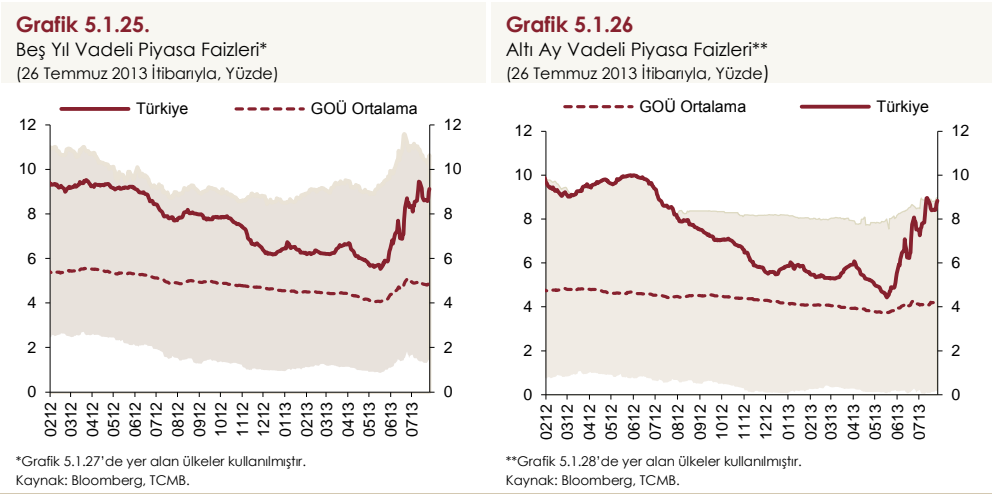 Grafik 5.1.25.
Beş Yıl Vadeli Piyasa Faizleri*
(26 Temmuz 2013 İtibarıyla, Yüzde)
Türkiye
GOÜ Ortalama
12 12
10 10
8 8
6 6
4 4
2 2
0 0
0212 0312 0412 0512 0612 0712 0812 0912 1012 1112 1212 0113 0213 0313 0413 0513 0613 0713
*Grafik 5.1.27'de yer alan ülkeler kullanılmıştır.
Kaynak: Bloomberg, TCMB.
Grafik 5.1.26
Altı Ay Vadeli Piyasa Faizleri**
(26 Temmuz 2013 İtibarıyla, Yüzde)
GOÜ Ortalama
Türkiye
12 12
10 10
8 8
6 6
4 4
2 2
0 0
0212 0312 0412 0512 0612 0712 0812 0912 1012 1112 1212 0113 0213 0313 0413 0513 0613 0713
**Grafik 5.1.28'de yer alan ülkeler kullanılmıştır.
Kaynak: Bloomberg, TCMB.